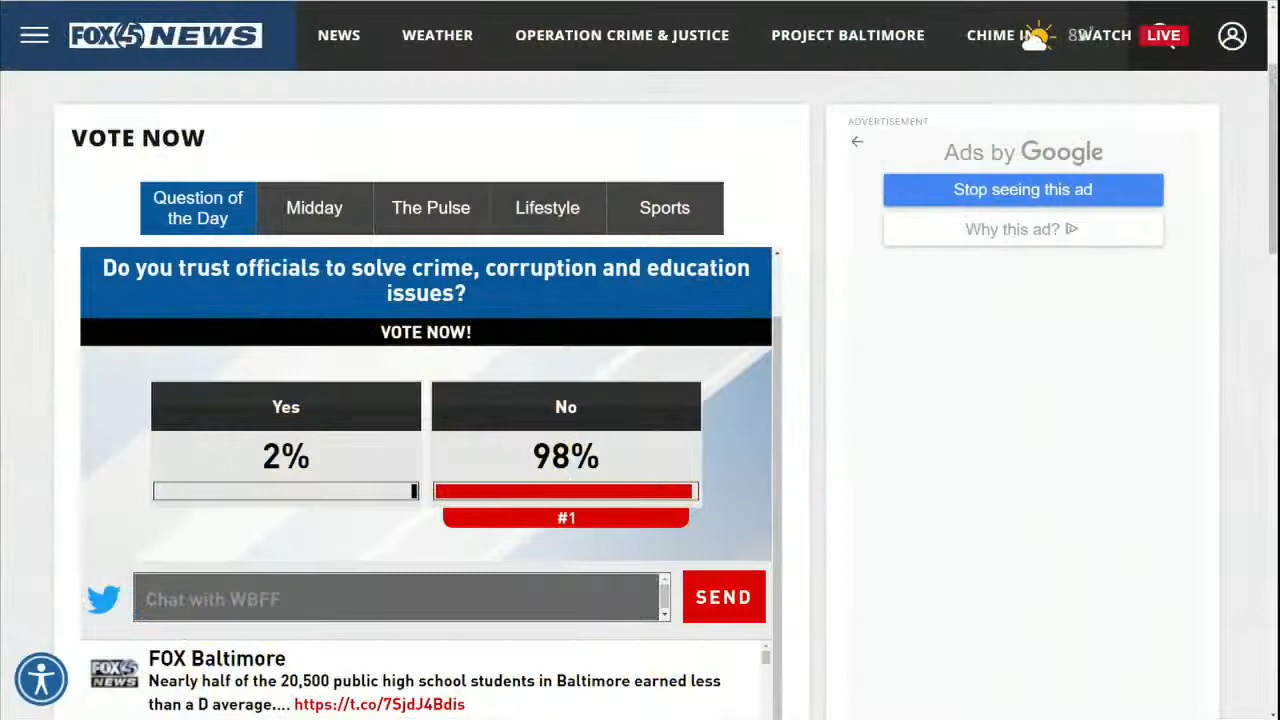 FOX45 NEWS
NEWS
WEATHER
OPERATION CRIME & JUSTICE
PROJECT BALTIMORE
CHIME IN
WATCH
LIVE
VOTE NOW
Question of
the Day
Midday
The Pulse
Lifestyle
Sports
Do you trust officials to solve crime, corruption and education
issues?
VOTE NOW!
Yes
No
2%
98%
#1
Chat with WBFF
SEND
FOX45
NEWS
FOX Baltimore
Nearly half of the 20,500 public high school students in Baltimore earned less
than a D average.... https://t.co/7SjdJ4Bdis
ADVERTISEMENT
Ads by Google
Stop seeing this ad
Why this ad?